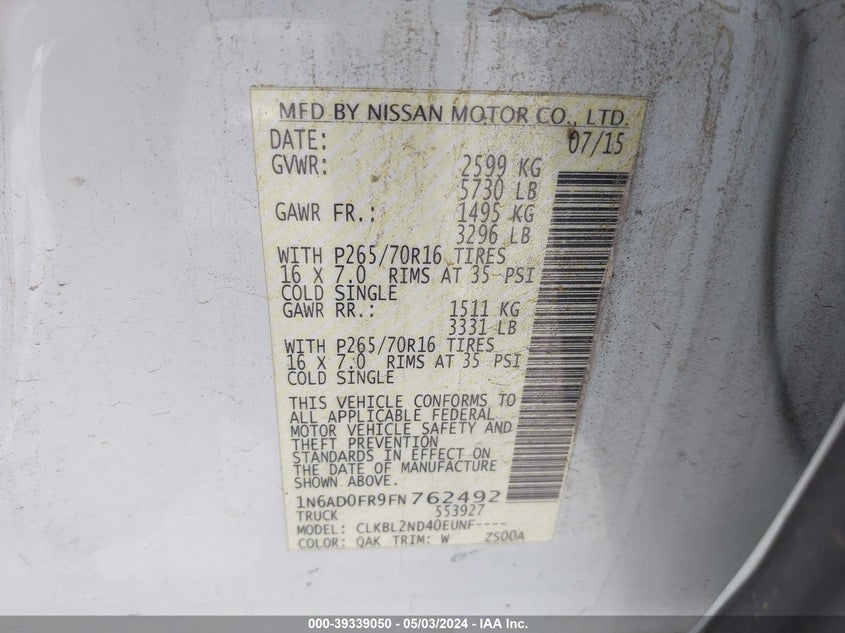 MFD BY NISSAN MOTOR CO., LTD.
DATE: 07/15
GVWR: 2599 KG
5730 LB
GAWR FR.: 1495 KG
3296 LB
WITH P265/70R16 TIRES
16 X 7.0 RIMS AT 35 PSI
COLD SINGLE
GAWR RR.: 1511 KG
3331 LB
WITH P265/70R16 TIRES
16 X 7.0 RIMS AT 35 PSI
COLD SINGLE
THIS VEHICLE CONFORMS TO
ALL APPLICABLE FEDERAL
MOTOR VEHICLE SAFETY AND
THEFT PREVENTION
STANDARDS IN EFFECT ON
THE DATE OF MANUFACTURE
SHOWN ABOVE.
1N6AD0FR9FN 762492
TRUCK 553927
MODEL: CLKBL2ND40EUNF----
COLOR: QAK TRIM: W ZS00A
000-39339050 - 05/03/2024 - IAA Inc.